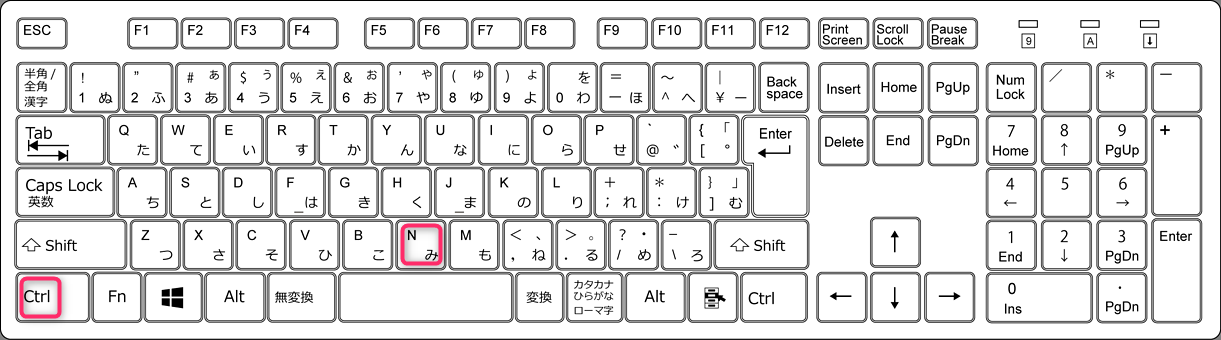 ESC F1 F2 F3 F4 F5 F6 F7 F8 F9 F10 F11 F12 Print Screen Scroll Lock Pause Break 9 A ↓
半角/全角 漢字 ! 1 ぬ " 2 ふ # ぁ 3 あ $ ぅ 4 う % ぇ 5 え & ぉ 6 お ' ゃ 7 や ( ゅ 8 ゆ ) ょ 9 よ を 0 わ = - ほ ～ ^ へ | ¥ ー Back space Insert Home PgUp Num Lock ／ ＊ －
Tab Q た W て E い R す T か Y ん U な I に O ら P せ ` @ ゛ { 「 [ ゜ Enter Delete End PgDn 7 Home 8 ↑ 9 PgUp +
Caps Lock 英数 A ち S と D し F _ は G き H く J _ ま K の L り + ; れ * : け } 」 ] む 4 ← 5 6 →
Shift Z つ X さ C そ V ひ B こ N み M も < 、 , ね > 。 . る ? ・ / め _ \ ろ Shift ↑ 1 End 2 ↓ 3 PgDn Enter
Ctrl Fn Alt 無変換 変換 カタカナ ひらがな ローマ字 Alt Ctrl ← ↓ → 0 Ins . PgDn